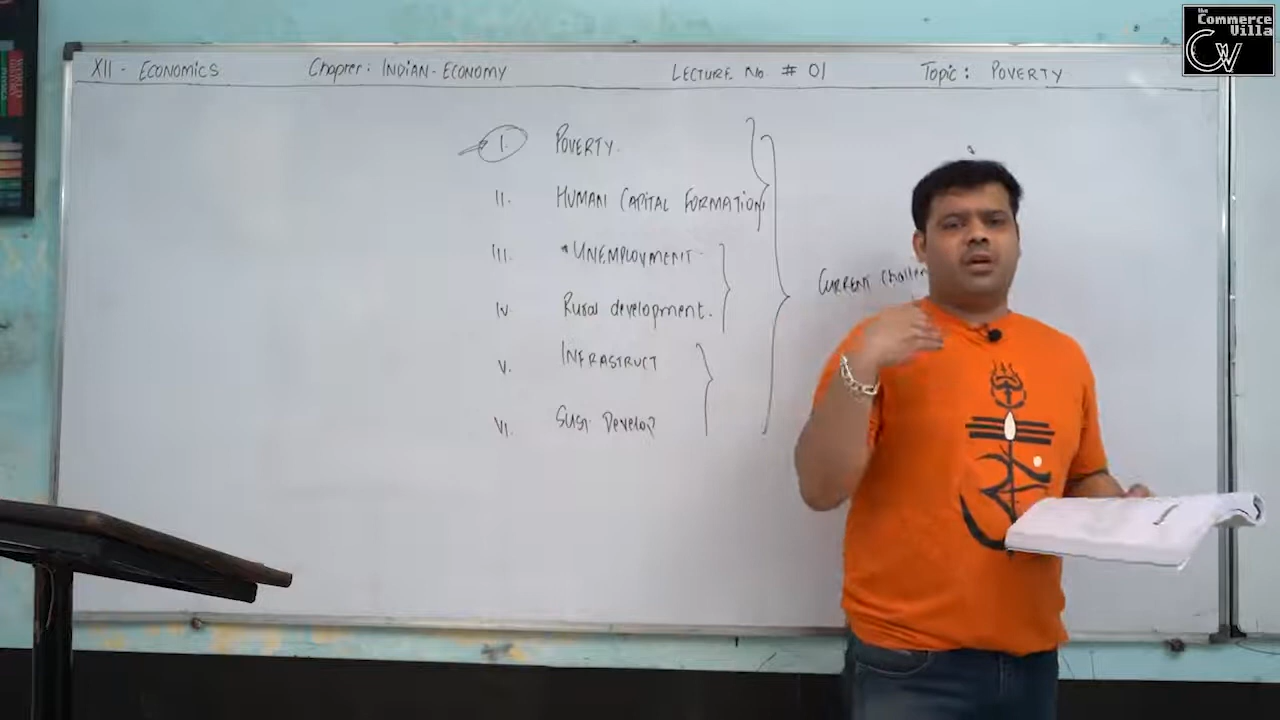 the
Commerce
Villa
CV
XII - ECONOMICS Chapter: INDIAN-ECONOMY LECTURE No # 01 Topic: POVERTY
I. POVERTY.
II. HUMAN CAPITAL FORMATION
III. *UNEMPLOYMENT-
IV Rural development.
V. INFRASTRUCT
VI. SUST. Develop
CURRENT Challen